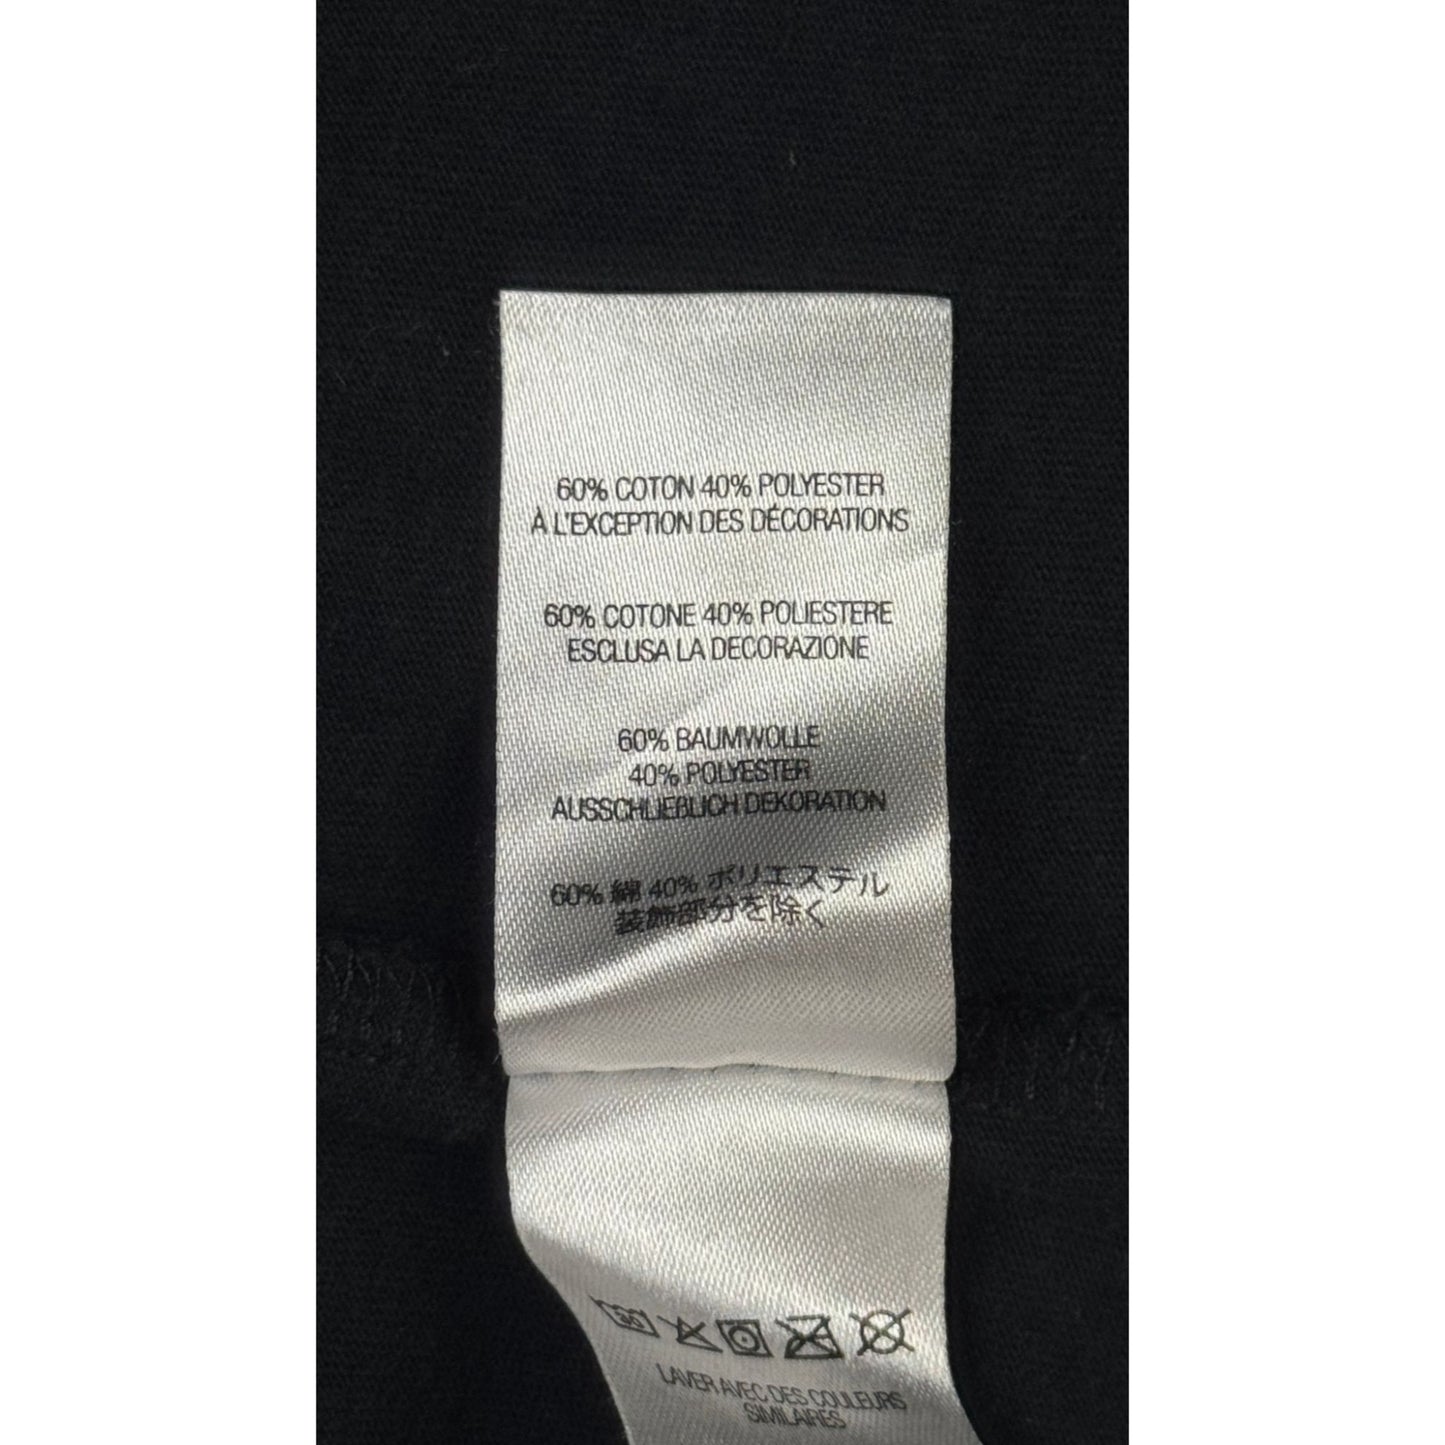 60% COTON 40% POLYESTER
À L'EXCEPTION DES DÉCORATIONS
60% COTONE 40% POLIESTERE
ESCLUSA LA DECORAZIONE
60% BAUMWOLLE
40% POLYESTER
AUSSCHLIEßLICH DEKORATION
60% 綿 40% ポリエステル
装飾部分を除く
30
LAVER AVEC DES COULEURS
SIMILAIRES